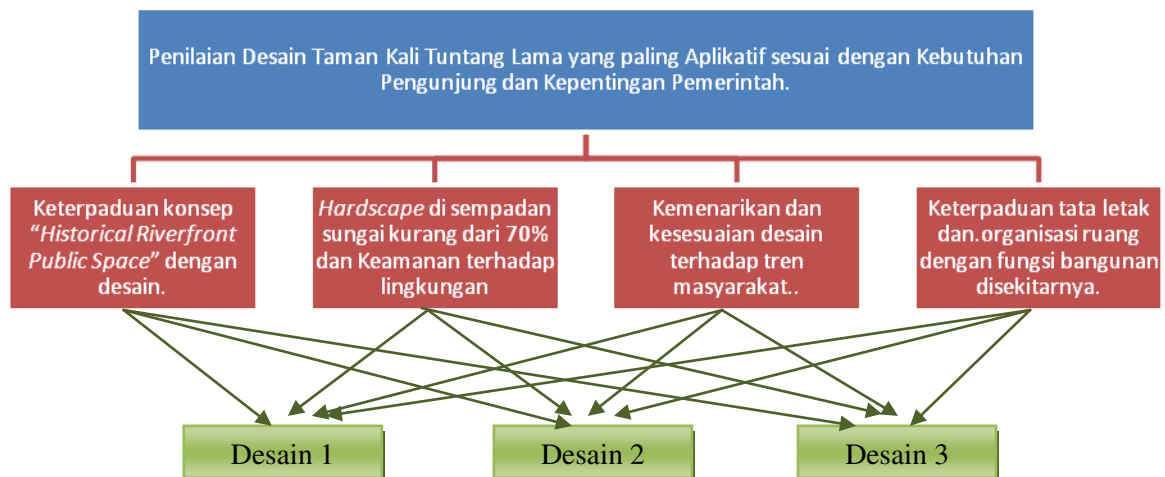 Penilaian Desain Taman Kali Tuntang Lama yang paling Aplikatif sesuai dengan Kebutuhan
Pengunjung dan Kepentingan Pemerintah.
Keterpaduan konsep
“Historical Riverfront
Public Space” dengan
desain.
Hardscape di sempadan
sungai kurang dari 70%
dan Keamanan terhadap
lingkungan
Kemenarikan dan
kesesuaian desain
terhadap tren
masyarakat..
Keterpaduan tata letak
dan.organisasi ruang
dengan fungsi bangunan
disekitarnya.
Desain 1
Desain 2
Desain 3